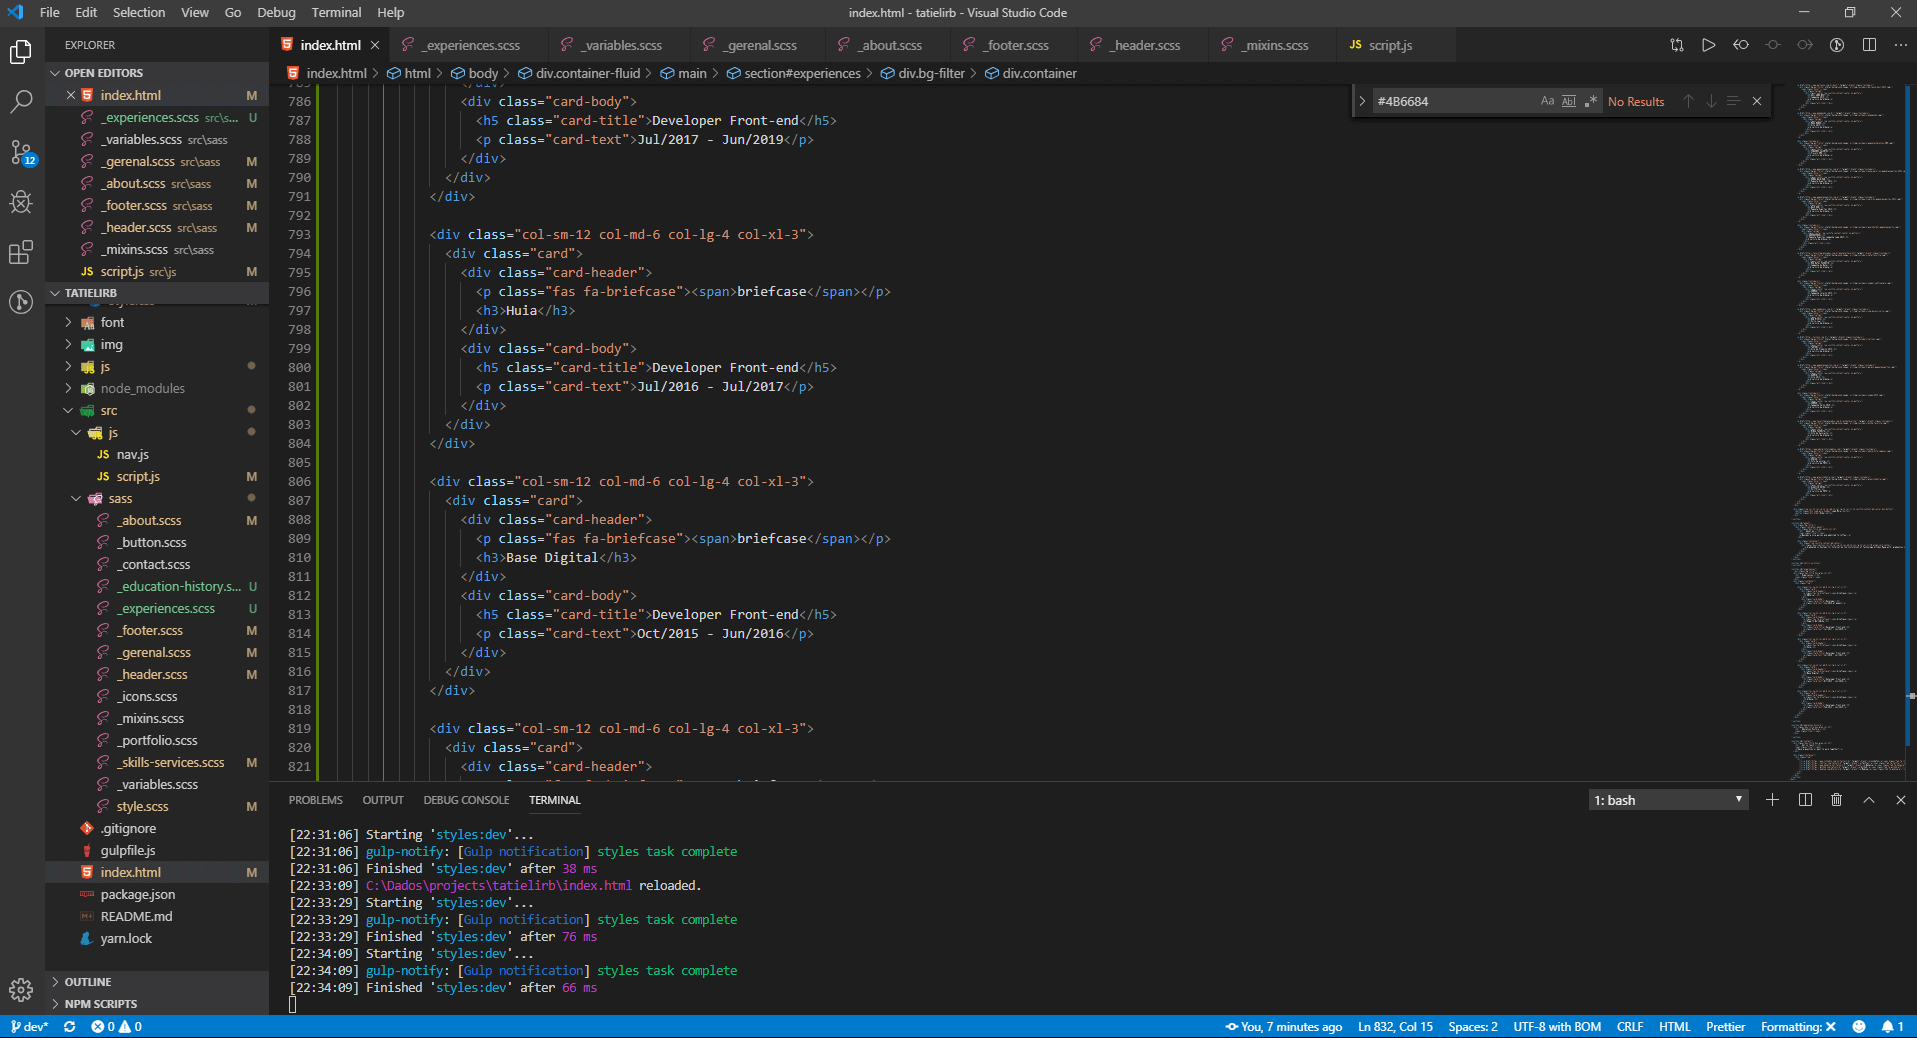 File Edit Selection View Go Debug Terminal Help
index.html - tatielirb - Visual Studio Code
EXPLORER
OPEN EDITORS
index.html M
_experiences.scss src\s... U
_variables.scss src\sass
_gerenal.scss src\sass M
_about.scss src\sass M
_footer.scss src\sass M
_header.scss src\sass M
_mixins.scss src\sass
JS script.js src\js M
TATIELIRB
font
img
js
node_modules
src
js
JS nav.js
JS script.js M
sass
_about.scss M
_button.scss
_contact.scss
_education-history.s... U
_experiences.scss U
_footer.scss M
_gerenal.scss M
_header.scss M
_icons.scss
_mixins.scss
_portfolio.scss
_skills-services.scss M
_variables.scss
style.scss M
.gitignore
gulpfile.js
index.html M
package.json
README.md
yarn.lock
OUTLINE
NPM SCRIPTS
12
index.html _experiences.scss _variables.scss _gerenal.scss _about.scss _footer.scss _header.scss _mixins.scss JS script.js
index.html > html > body > div.container-fluid > main > section#experiences > div.bg-filter > div.container
#4B6684 Aa Abl .* No Results
785 </div>
786 <div class="card-body">
787 <h5 class="card-title">Developer Front-end</h5>
788 <p class="card-text">Jul/2017 - Jun/2019</p>
789 </div>
790 </div>
791 </div>
792
793 <div class="col-sm-12 col-md-6 col-lg-4 col-xl-3">
794 <div class="card">
795 <div class="card-header">
796 <p class="fas fa-briefcase"><span>briefcase</span></p>
797 <h3>Huia</h3>
798 </div>
799 <div class="card-body">
800 <h5 class="card-title">Developer Front-end</h5>
801 <p class="card-text">Jul/2016 - Jul/2017</p>
802 </div>
803 </div>
804 </div>
805
806 <div class="col-sm-12 col-md-6 col-lg-4 col-xl-3">
807 <div class="card">
808 <div class="card-header">
809 <p class="fas fa-briefcase"><span>briefcase</span></p>
810 <h3>Base Digital</h3>
811 </div>
812 <div class="card-body">
813 <h5 class="card-title">Developer Front-end</h5>
814 <p class="card-text">Oct/2015 - Jun/2016</p>
815 </div>
816 </div>
817 </div>
818
819 <div class="col-sm-12 col-md-6 col-lg-4 col-xl-3">
820 <div class="card">
821 <div class="card-header">
PROBLEMS OUTPUT DEBUG CONSOLE TERMINAL
1: bash
[22:31:06] Starting 'styles:dev'...
[22:31:06] gulp-notify: [Gulp notification] styles task complete
[22:31:06] Finished 'styles:dev' after 38 ms
[22:33:09] C:\Dados\projects\tatielirb\index.html reloaded.
[22:33:29] Starting 'styles:dev'...
[22:33:29] gulp-notify: [Gulp notification] styles task complete
[22:33:29] Finished 'styles:dev' after 76 ms
[22:34:09] Starting 'styles:dev'...
[22:34:09] gulp-notify: [Gulp notification] styles task complete
[22:34:09] Finished 'styles:dev' after 66 ms
dev* 0 0 You, 7 minutes ago Ln 832, Col 15 Spaces: 2 UTF-8 with BOM CRLF HTML Prettier Formatting: × 1